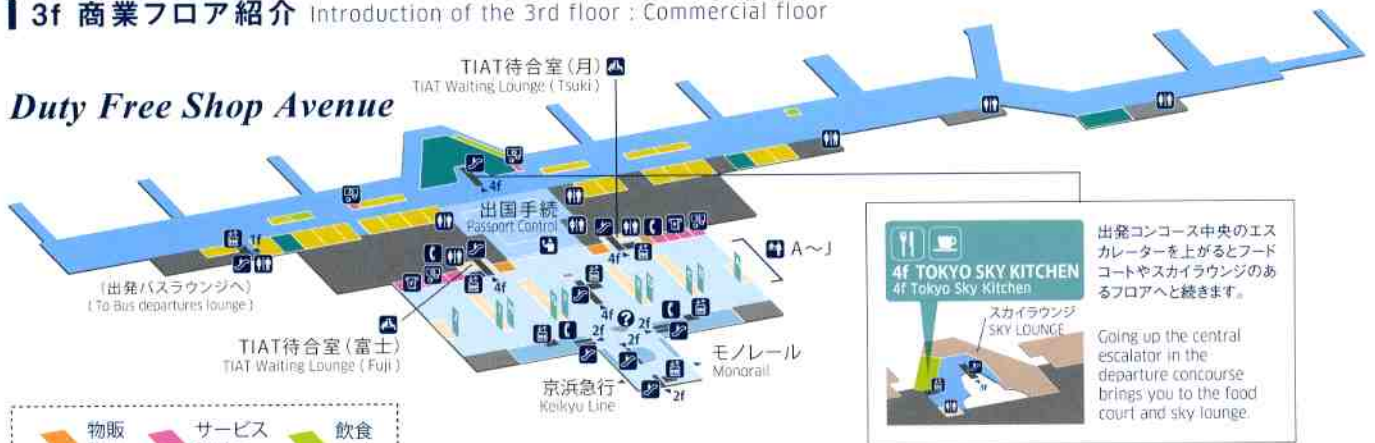 3f 商業フロア紹介 Introduction of the 3rd floor : Commercial floor
Duty Free Shop Avenue
TIAT待合室(月)
TIAT Waiting Lounge ( Tsuki )
4f
出国手続
Passport Control
1f
4f
4f
A～J
(出発バスラウンジへ)
( To Bus departures lounge )
TIAT待合室(富士)
TIAT Waiting Lounge ( Fuji )
?
2f
2f
2f
2f
モノレール
Monorail
京浜急行
Keikyu Line
4f TOKYO SKY KITCHEN
4f Tokyo Sky Kitchen
スカイラウンジ
SKY LOUNGE
出発コンコース中央のエス
カレーターを上がるとフード
コートやスカイラウンジのあ
るフロアへと続きます。
Going up the central
escalator in the
departure concourse
brings you to the food
court and sky lounge.
物販
サービス
飲食